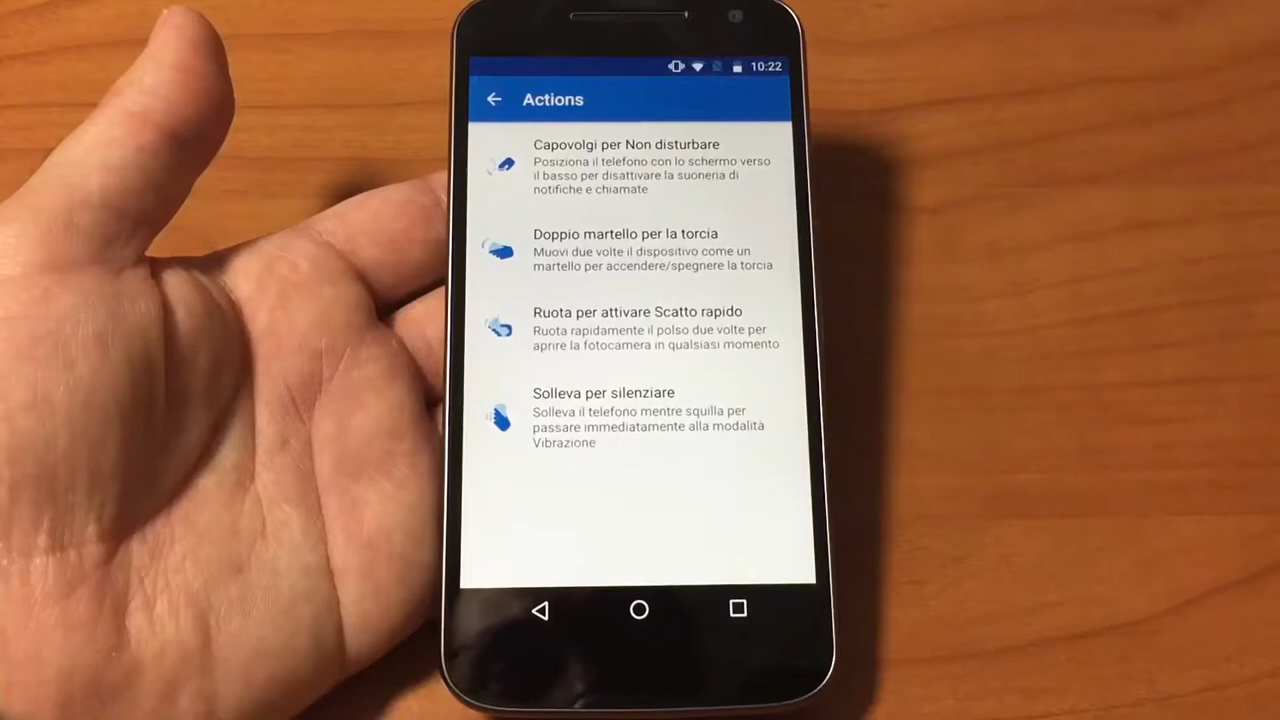 10:22
Actions
Capovolgi per Non disturbare
Posiziona il telefono con lo schermo verso
il basso per disattivare la suoneria di
notifiche e chiamate
Doppio martello per la torcia
Muovi due volte il dispositivo come un
martello per accendere/spegnere la torcia
Ruota per attivare Scatto rapido
Ruota rapidamente il polso due volte per
aprire la fotocamera in qualsiasi momento
Solleva per silenziare
Solleva il telefono mentre squilla per
passare immediatamente alla modalità
Vibrazione